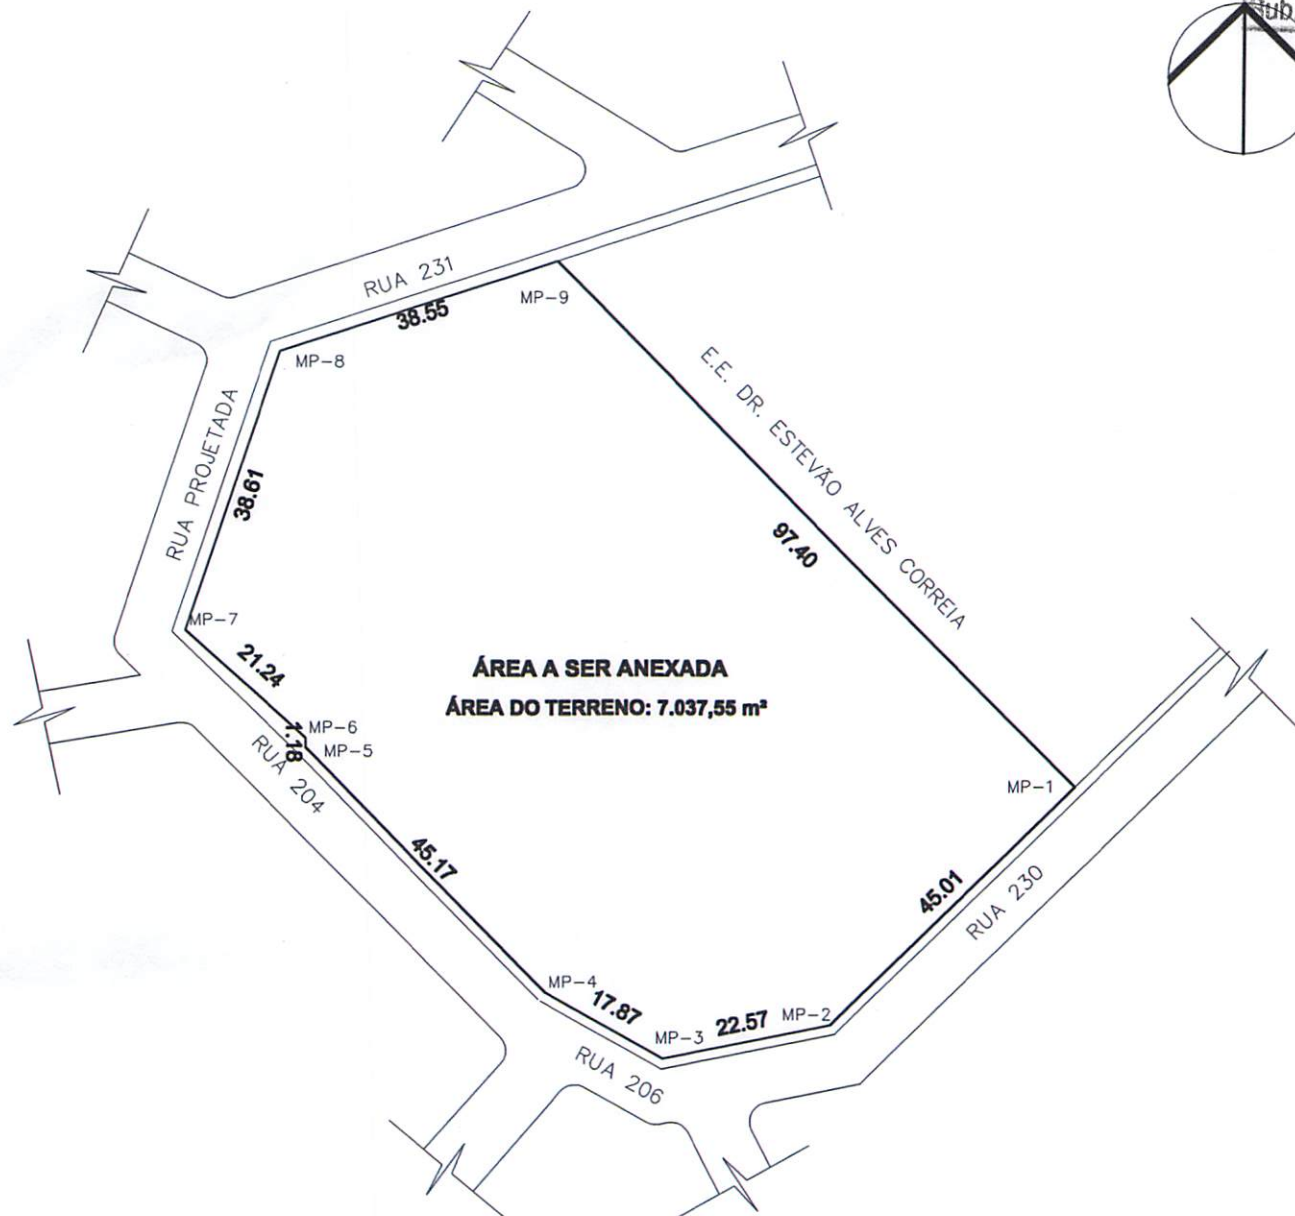 RUA 231
38.55
MP-9
MP-8
E.E. DR. ESTEVÃO ALVES CORREIA
RUA PROJETADA
38.61
97.40
MP-7
21.24
ÁREA A SER ANEXADA
ÁREA DO TERRENO: 7.037,55 m²
MP-6
1.18
MP-5
RUA 204
MP-1
45.17
45.01
RUA 230
MP-4
17.87
22.57
MP-2
MP-3
RUA 206